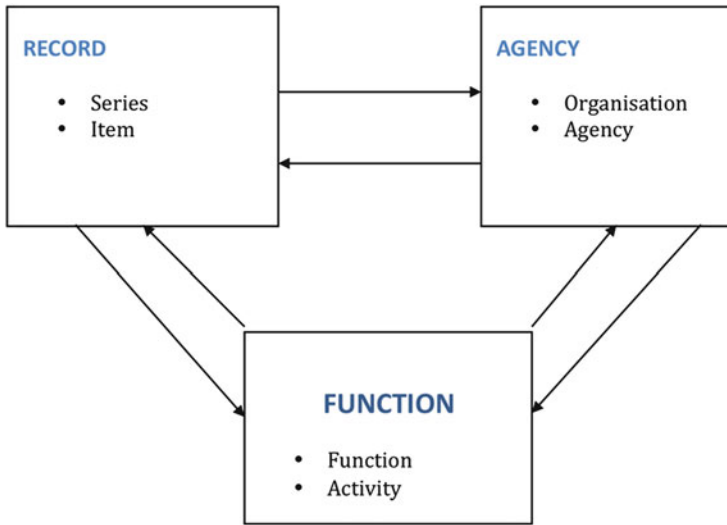 RECORD
• Series
• Item
AGENCY
• Organisation
• Agency
FUNCTION
• Function
• Activity